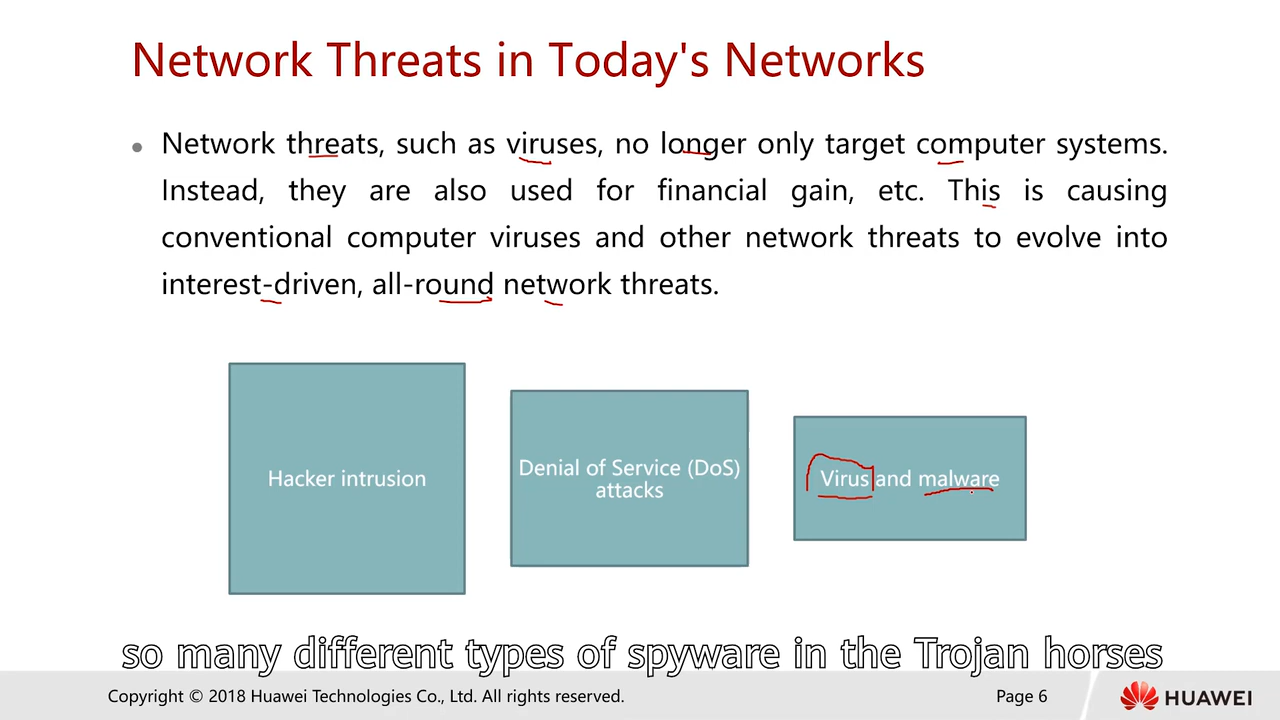 Network Threats in Today's Networks
• Network threats, such as viruses, no longer only target computer systems.
Instead, they are also used for financial gain, etc. This is causing
conventional computer viruses and other network threats to evolve into
interest-driven, all-round network threats.
Hacker intrusion
Denial of Service (DoS)
attacks
Virus and malware
so many different types of spyware in the Trojan horses
Copyright © 2018 Huawei Technologies Co., Ltd. All rights reserved.
Page 6
HUAWEI